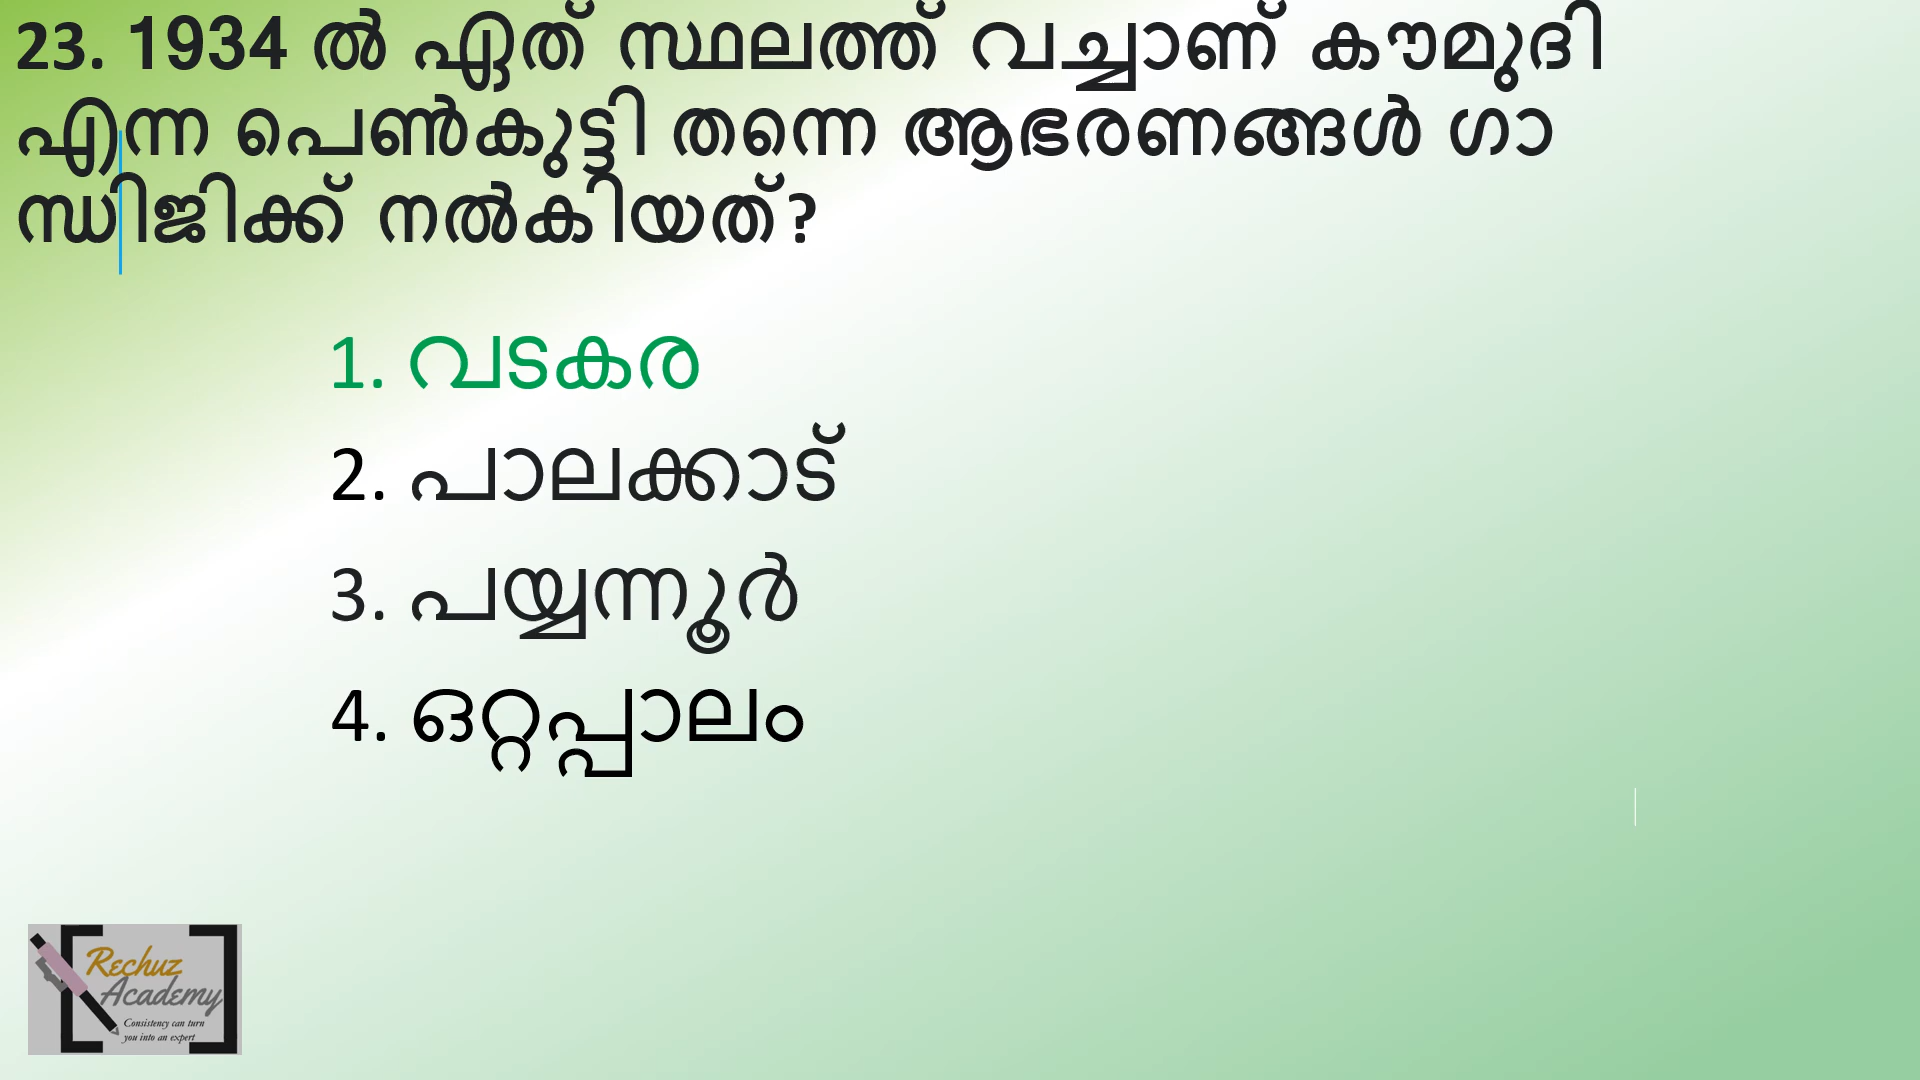 23. 1934 ൽ ഏത് സ്ഥലത്ത് വച്ചാണ് കൗമുദി
എന്ന പെൺകുട്ടി തന്നെ ആഭരണങ്ങൾ ഗാ
ന്ധിജിക്ക് നൽകിയത്?
1. വടകര
2. പാലക്കാട്
3. പയ്യന്നൂർ
4. ഒറ്റപ്പാലം
Rechuz
Academy
Consistency can turn
you into an expert